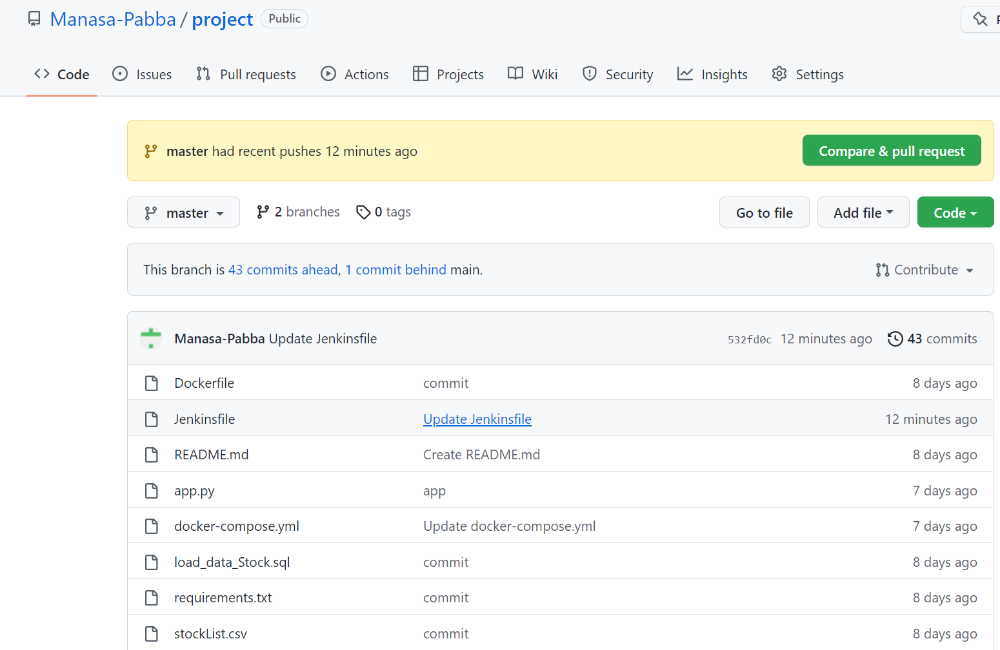 Manasa-Pabba / project Public
Code Issues Pull requests Actions Projects Wiki Security Insights Settings
master had recent pushes 12 minutes ago Compare & pull request
master 2 branches 0 tags Go to file Add file Code
This branch is 43 commits ahead, 1 commit behind main. Contribute
Manasa-Pabba Update Jenkinsfile 532fd0c 12 minutes ago 43 commits
Dockerfile commit 8 days ago
Jenkinsfile Update Jenkinsfile 12 minutes ago
README.md Create README.md 8 days ago
app.py app 7 days ago
docker-compose.yml Update docker-compose.yml 7 days ago
load_data_Stock.sql commit 8 days ago
requirements.txt commit 8 days ago
stockList.csv commit 8 days ago